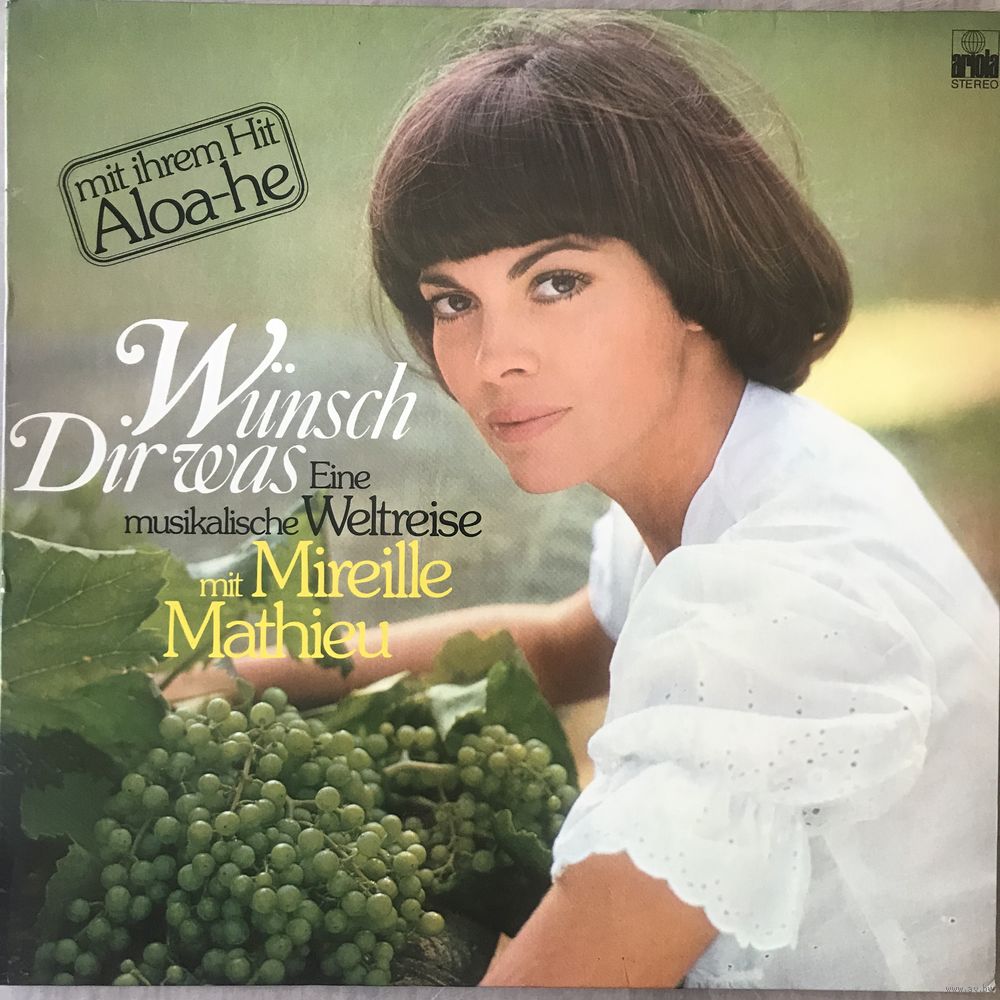 ariola
STEREO
mit ihrem Hit
Aloa-he
Wünsch
Dir was Eine
musikalische Weltreise
mit Mireille
Mathieu